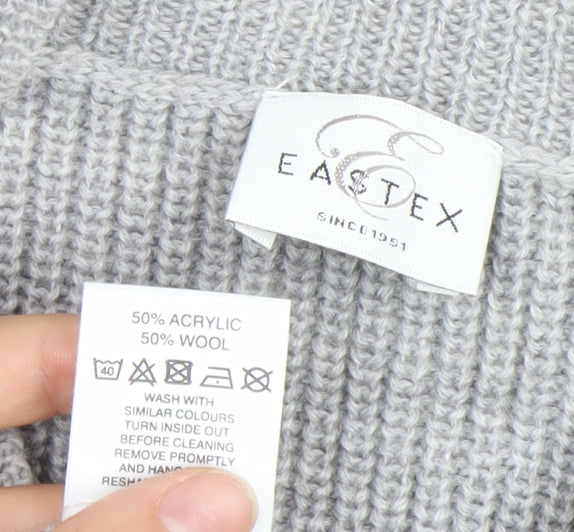 E
EASTEX
SINCE 1951
50% ACRYLIC
50% WOOL
40
WASH WITH
SIMILAR COLOURS
TURN INSIDE OUT
BEFORE CLEANING
REMOVE PROMPTLY
AND